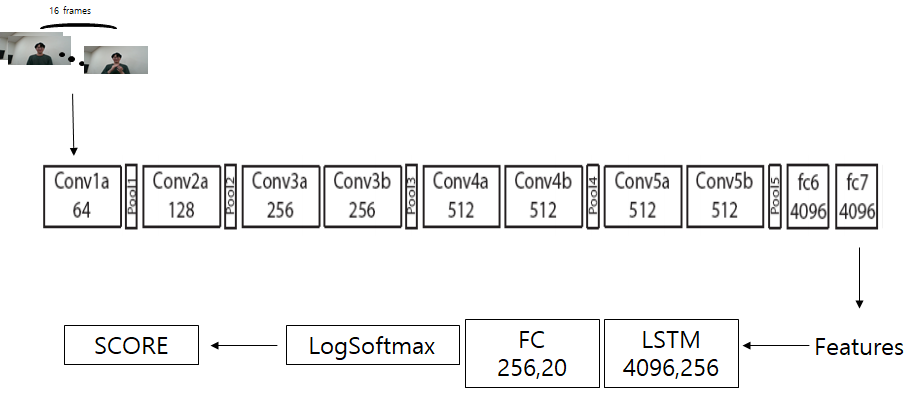 16 frames
Conv1a
64
Pool1
Conv2a
128
Pool2
Conv3a
256
Conv3b
256
Pool3
Conv4a
512
Conv4b
512
Pool4
Conv5a
512
Conv5b
512
Pool5
fc6
4096
fc7
4096
Features
LSTM
4096,256
FC
256,20
LogSoftmax
SCORE